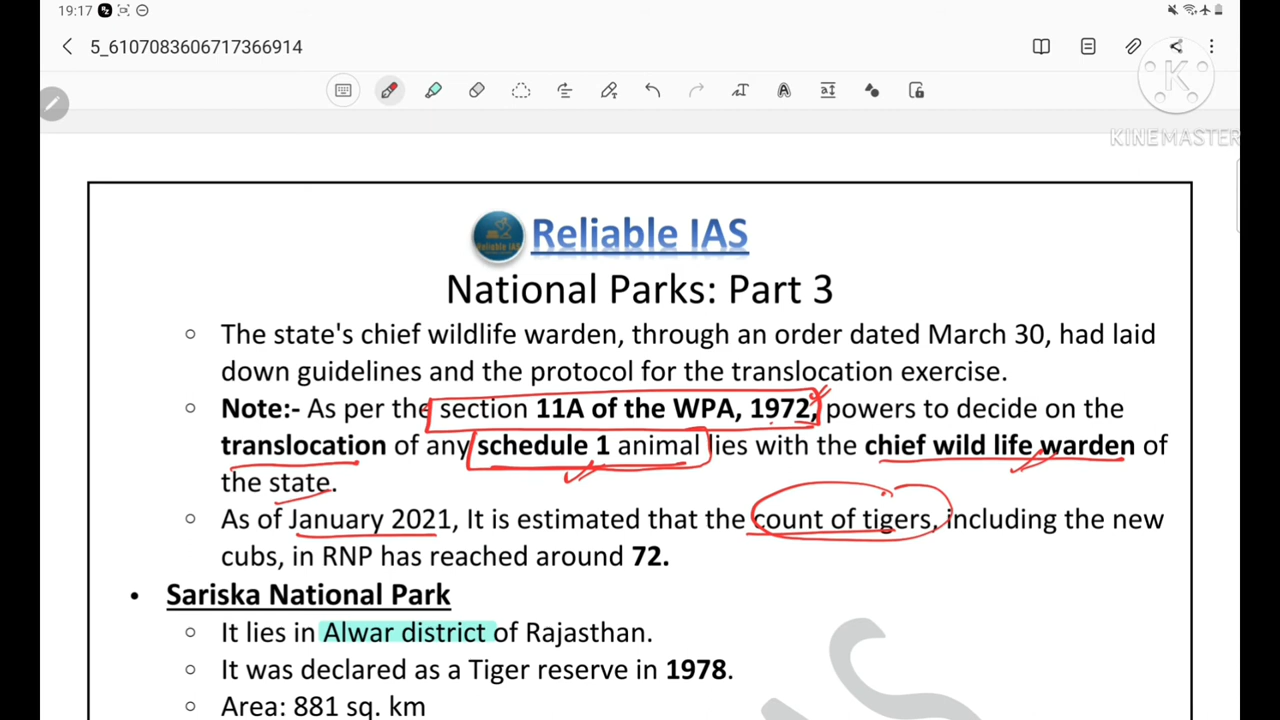 19:17
5_6107083606717366914
KINEMASTER
Reliable IAS
National Parks: Part 3
○ The state's chief wildlife warden, through an order dated March 30, had laid
down guidelines and the protocol for the translocation exercise.
○ Note:- As per the section 11A of the WPA, 1972, powers to decide on the
translocation of any schedule 1 animal lies with the chief wild life warden of
the state.
○ As of January 2021, It is estimated that the count of tigers, including the new
cubs, in RNP has reached around 72.
• Sariska National Park
○ It lies in Alwar district of Rajasthan.
○ It was declared as a Tiger reserve in 1978.
○ Area: 881 sq. km